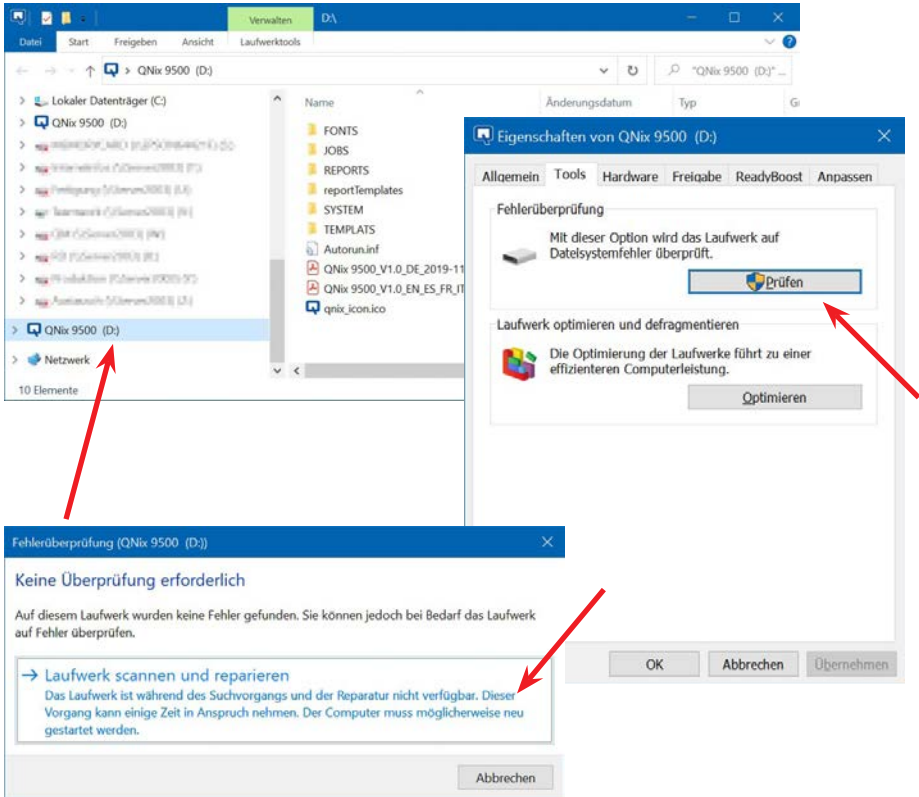 Verwalten D:\
Datei Start Freigeben Ansicht Laufwerktools
QNix 9500 (D:) "QNix 9500 (D:)" ...
Lokaler Datenträger (C:)
QNix 9500 (D:)
QNix 9500 (D:)
Netzwerk
10 Elemente
Name Änderungsdatum Typ
FONTS
JOBS
REPORTS
reportTemplates
SYSTEM
TEMPLATS
Autorun.inf
QNix 9500_V1.0_DE_2019-11
QNix 9500_V1.0_EN_ES_FR_IT
qnix_icon.ico
Eigenschaften von QNix 9500 (D:)
Allgemein Tools Hardware Freigabe ReadyBoost Anpassen
Fehlerüberprüfung
Mit dieser Option wird das Laufwerk auf
Dateisystemfehler überprüft.
Prüfen
Laufwerk optimieren und defragmentieren
Die Optimierung der Laufwerke führt zu einer
effizienteren Computerleistung.
Optimieren
OK Abbrechen Übernehmen
Fehlerüberprüfung (QNix 9500 (D:))
Keine Überprüfung erforderlich
Auf diesem Laufwerk wurden keine Fehler gefunden. Sie können jedoch bei Bedarf das Laufwerk
auf Fehler überprüfen.
Laufwerk scannen und reparieren
Das Laufwerk ist während des Suchvorgangs und der Reparatur nicht verfügbar. Dieser
Vorgang kann einige Zeit in Anspruch nehmen. Der Computer muss möglicherweise neu
gestartet werden.
Abbrechen